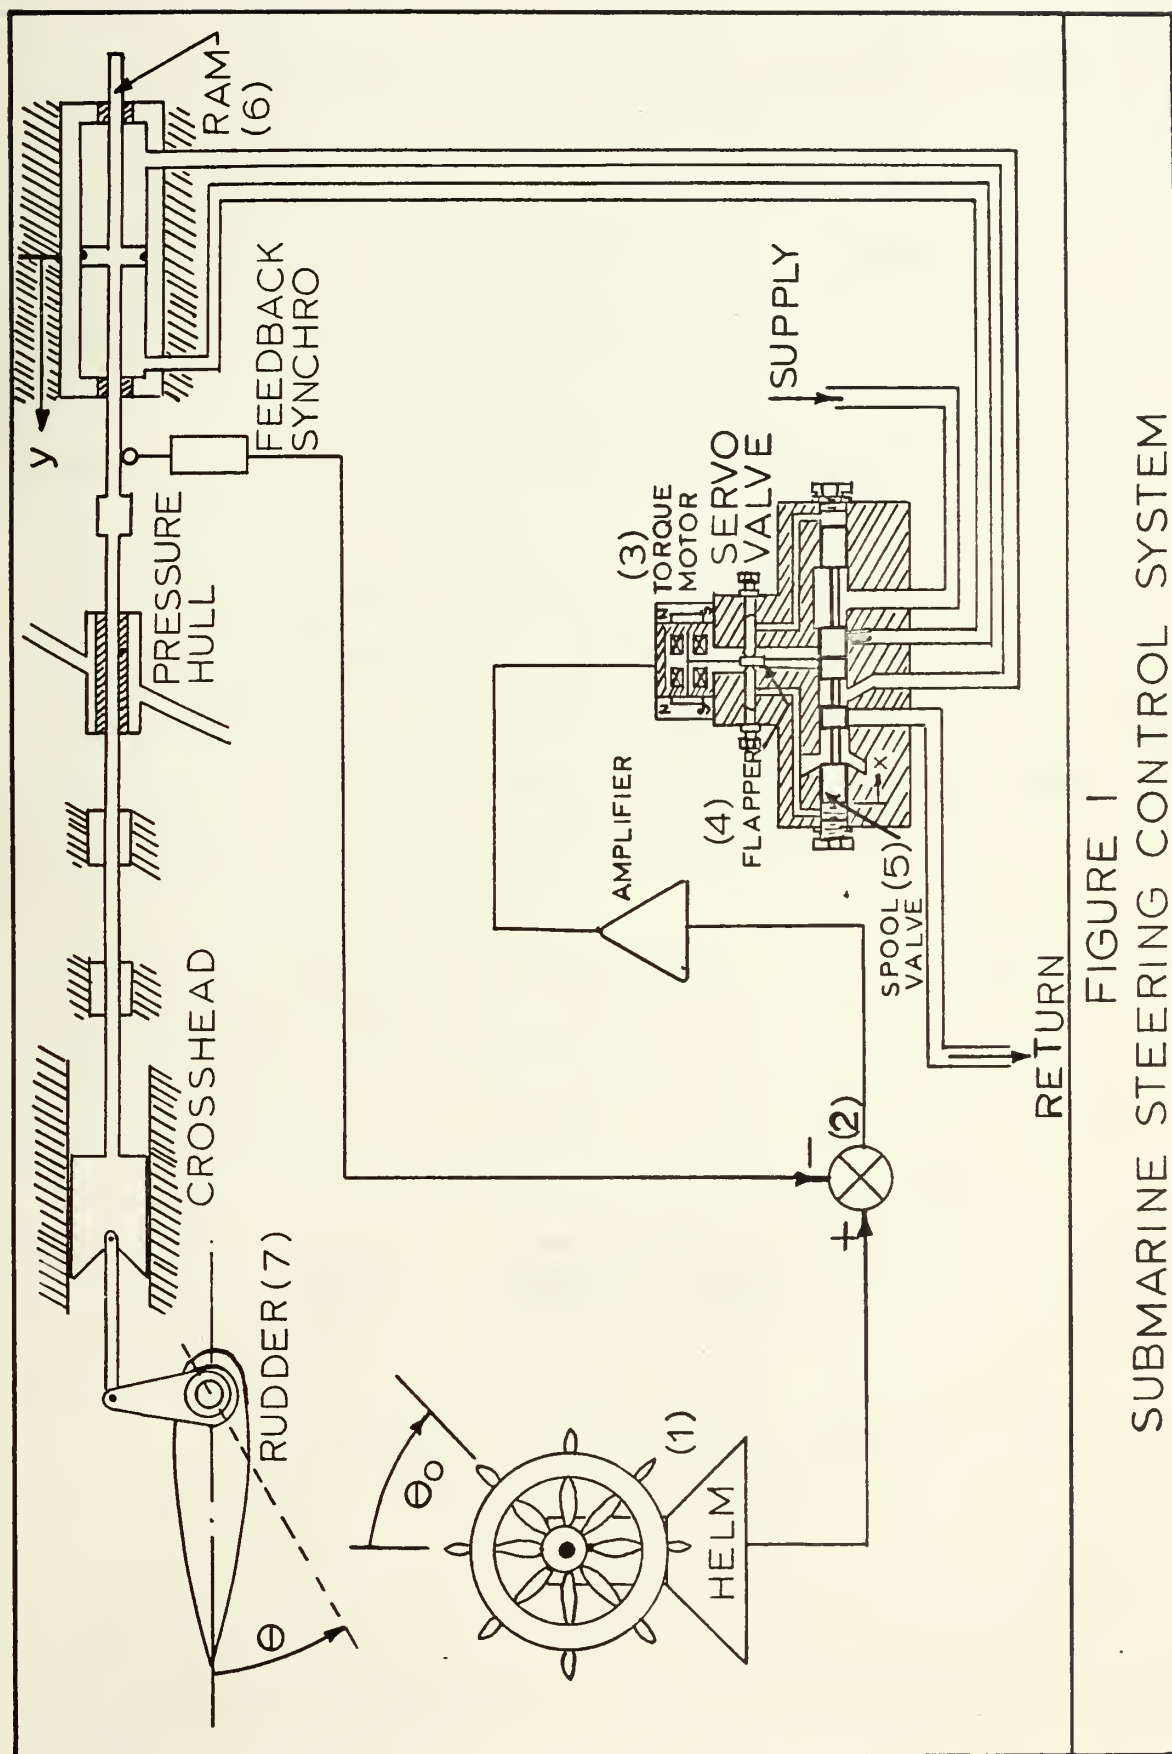 y
RAM
(6)
PRESSURE
HULL
FEEDBACK
SYNCHRO
CROSSHEAD
RUDDER(7)
Θ
Θo
(1)
HELM
+
−
(2)
AMPLIFIER
(3)
TORQUE
MOTOR
N
S
N
S
SERVO
VALVE
SUPPLY
(4)
FLAPPER
x
SPOOL(5)
VALVE
RETURN
FIGURE I
SUBMARINE STEERING CONTROL SYSTEM